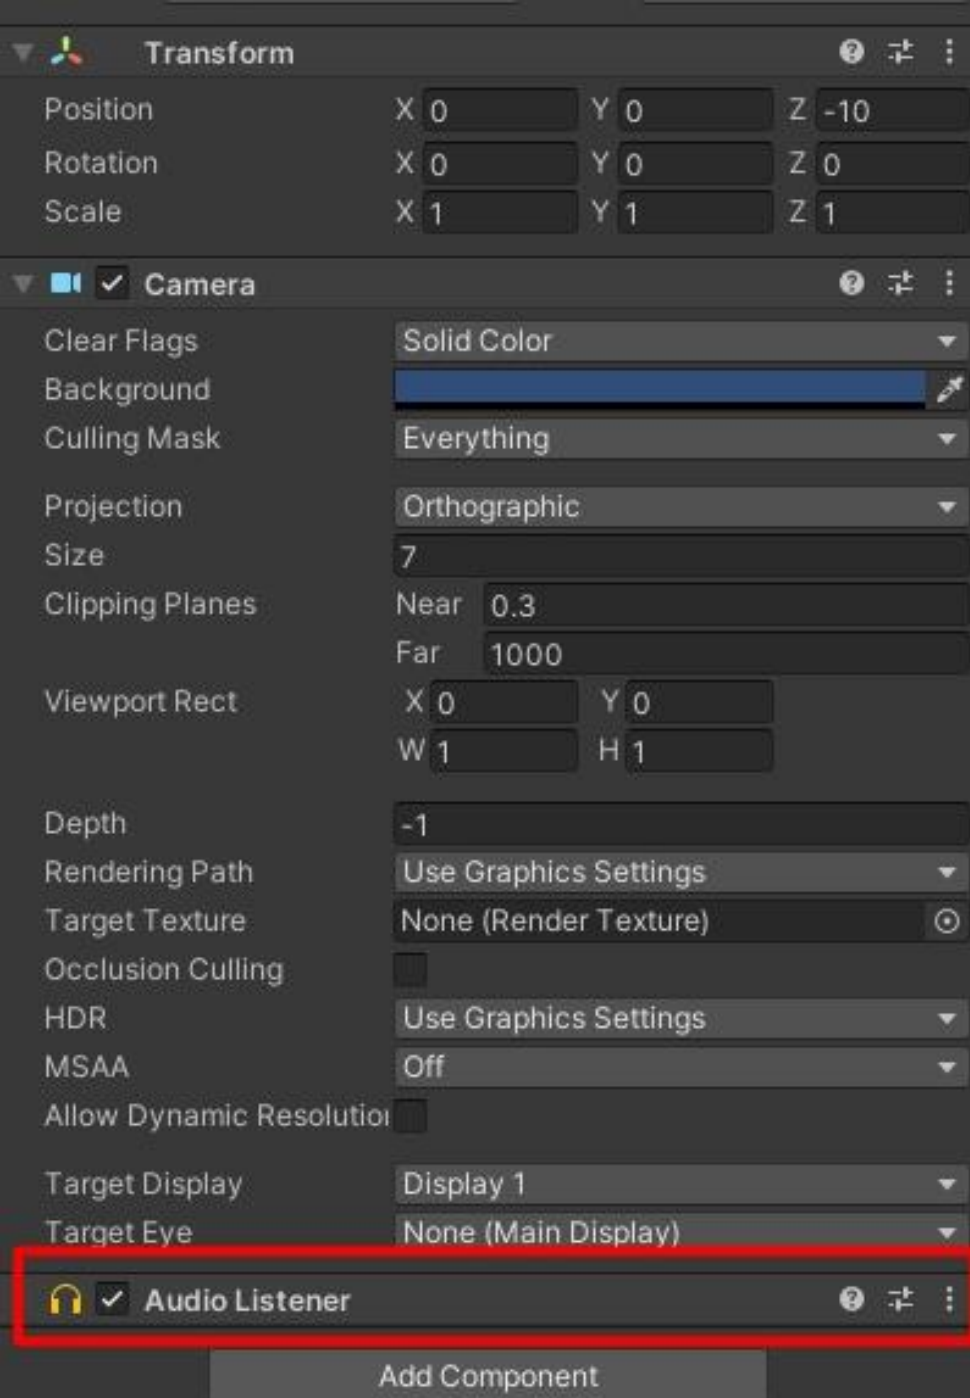 Transform
Position X 0 Y 0 Z -10
Rotation X 0 Y 0 Z 0
Scale X 1 Y 1 Z 1
Camera
Clear Flags Solid Color
Background
Culling Mask Everything
Projection Orthographic
Size 7
Clipping Planes Near 0.3
Far 1000
Viewport Rect X 0 Y 0
W 1 H 1
Depth -1
Rendering Path Use Graphics Settings
Target Texture None (Render Texture)
Occlusion Culling
HDR Use Graphics Settings
MSAA Off
Allow Dynamic Resolution
Target Display Display 1
Target Eye None (Main Display)
Audio Listener
Add Component